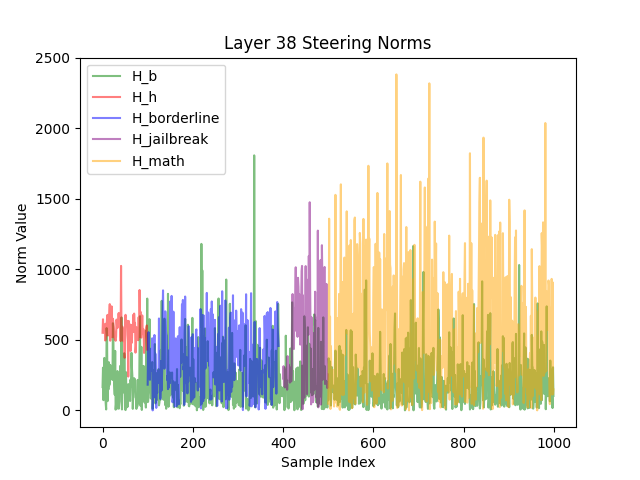 Layer 38 Steering Norms
H_b
H_h
H_borderline
H_jailbreak
H_math
Norm Value
2500
2000
1500
1000
500
0
0 200 400 600 800 1000
Sample Index